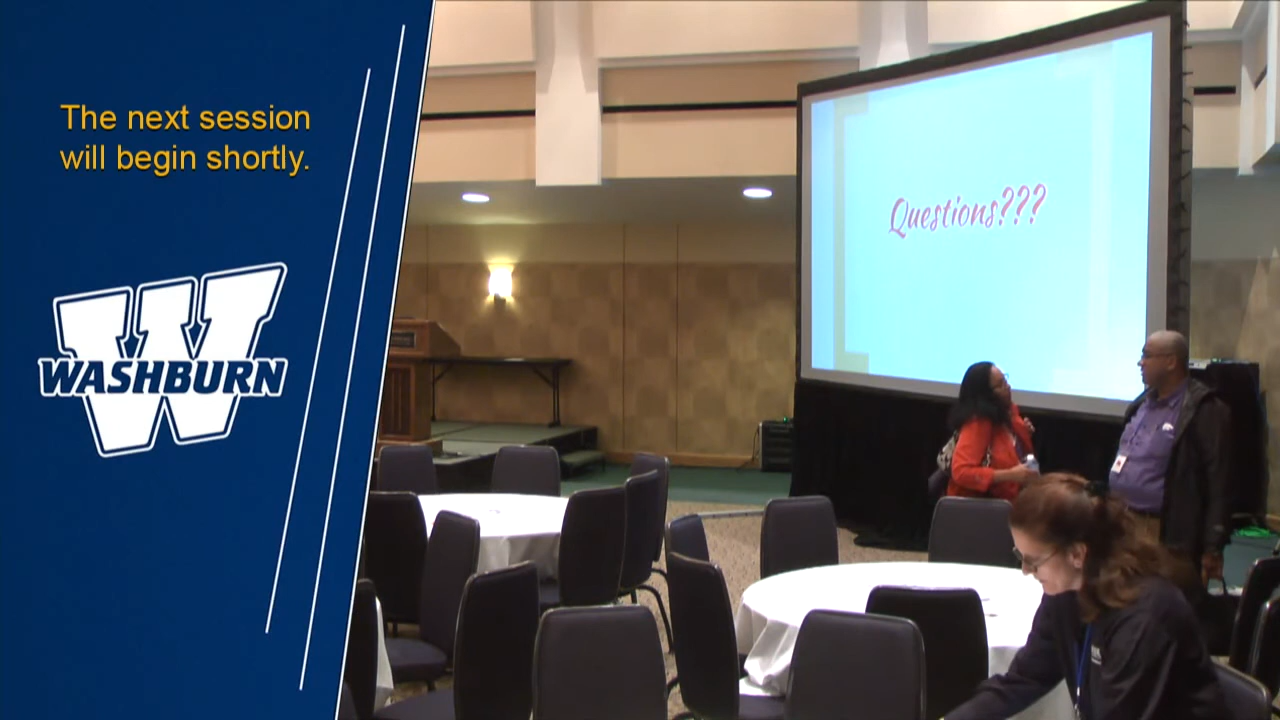 The next session
will begin shortly.
WASHBURN
Questions???